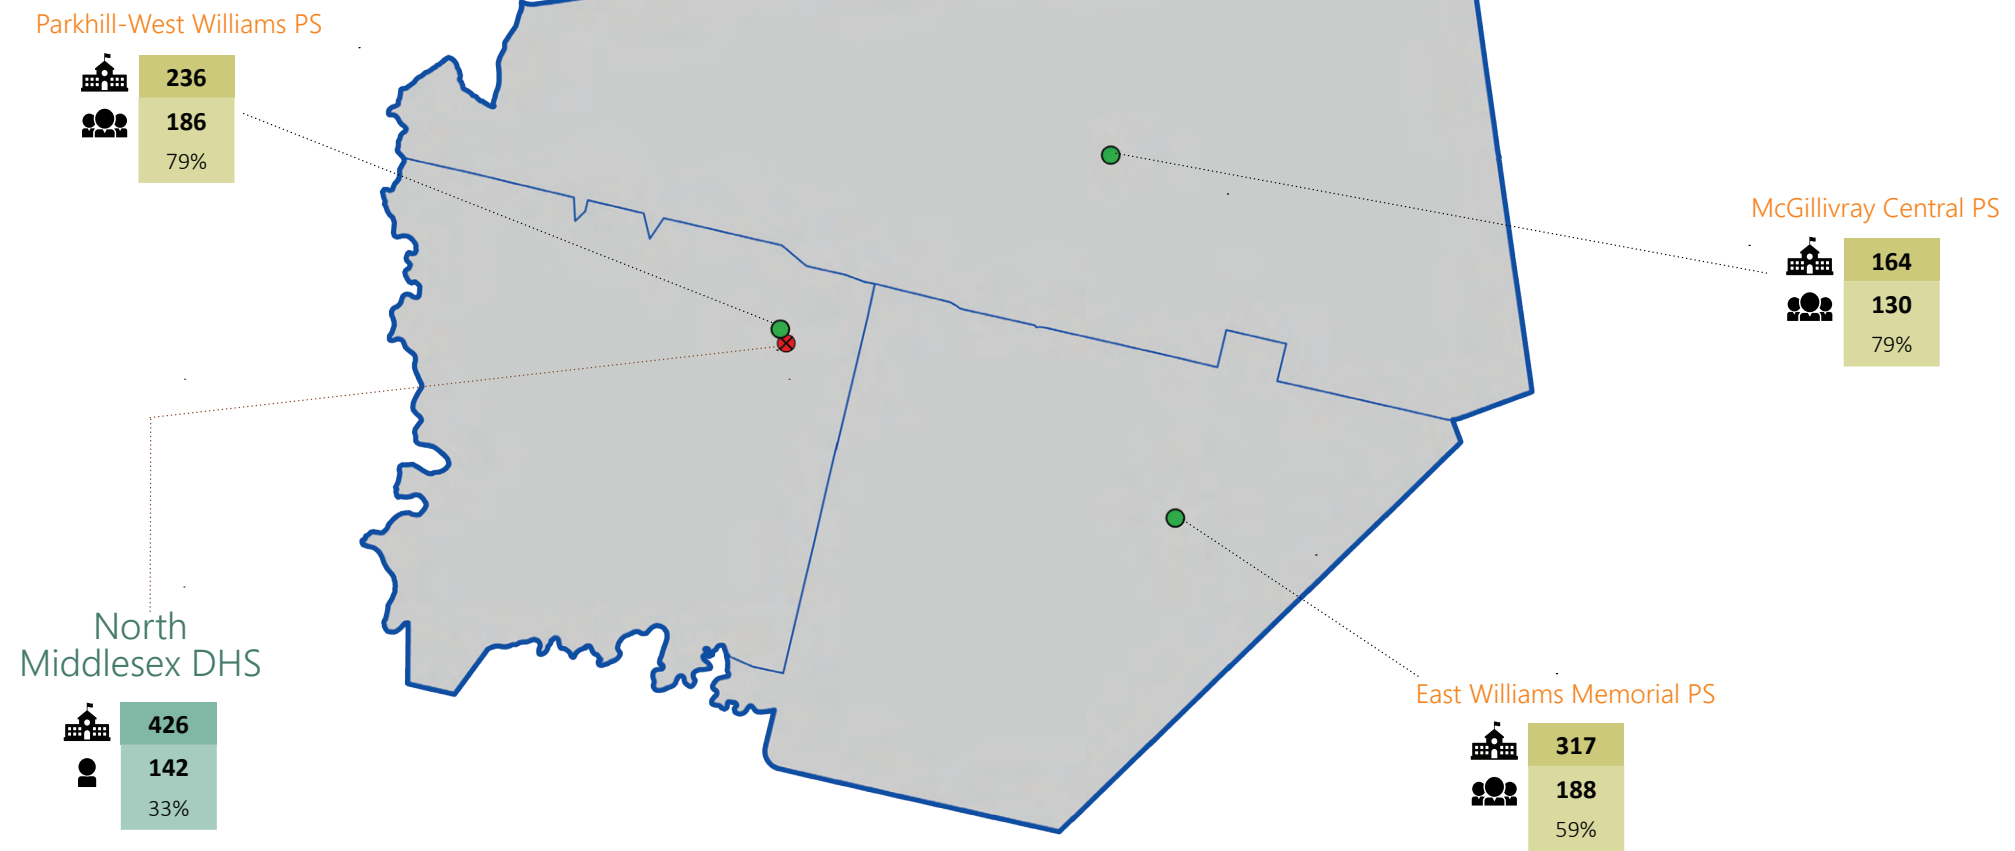 Parkhill-West Williams PS
236
186
79%
McGillivray Central PS
164
130
79%
North
Middlesex DHS
426
142
33%
East Williams Memorial PS
317
188
59%